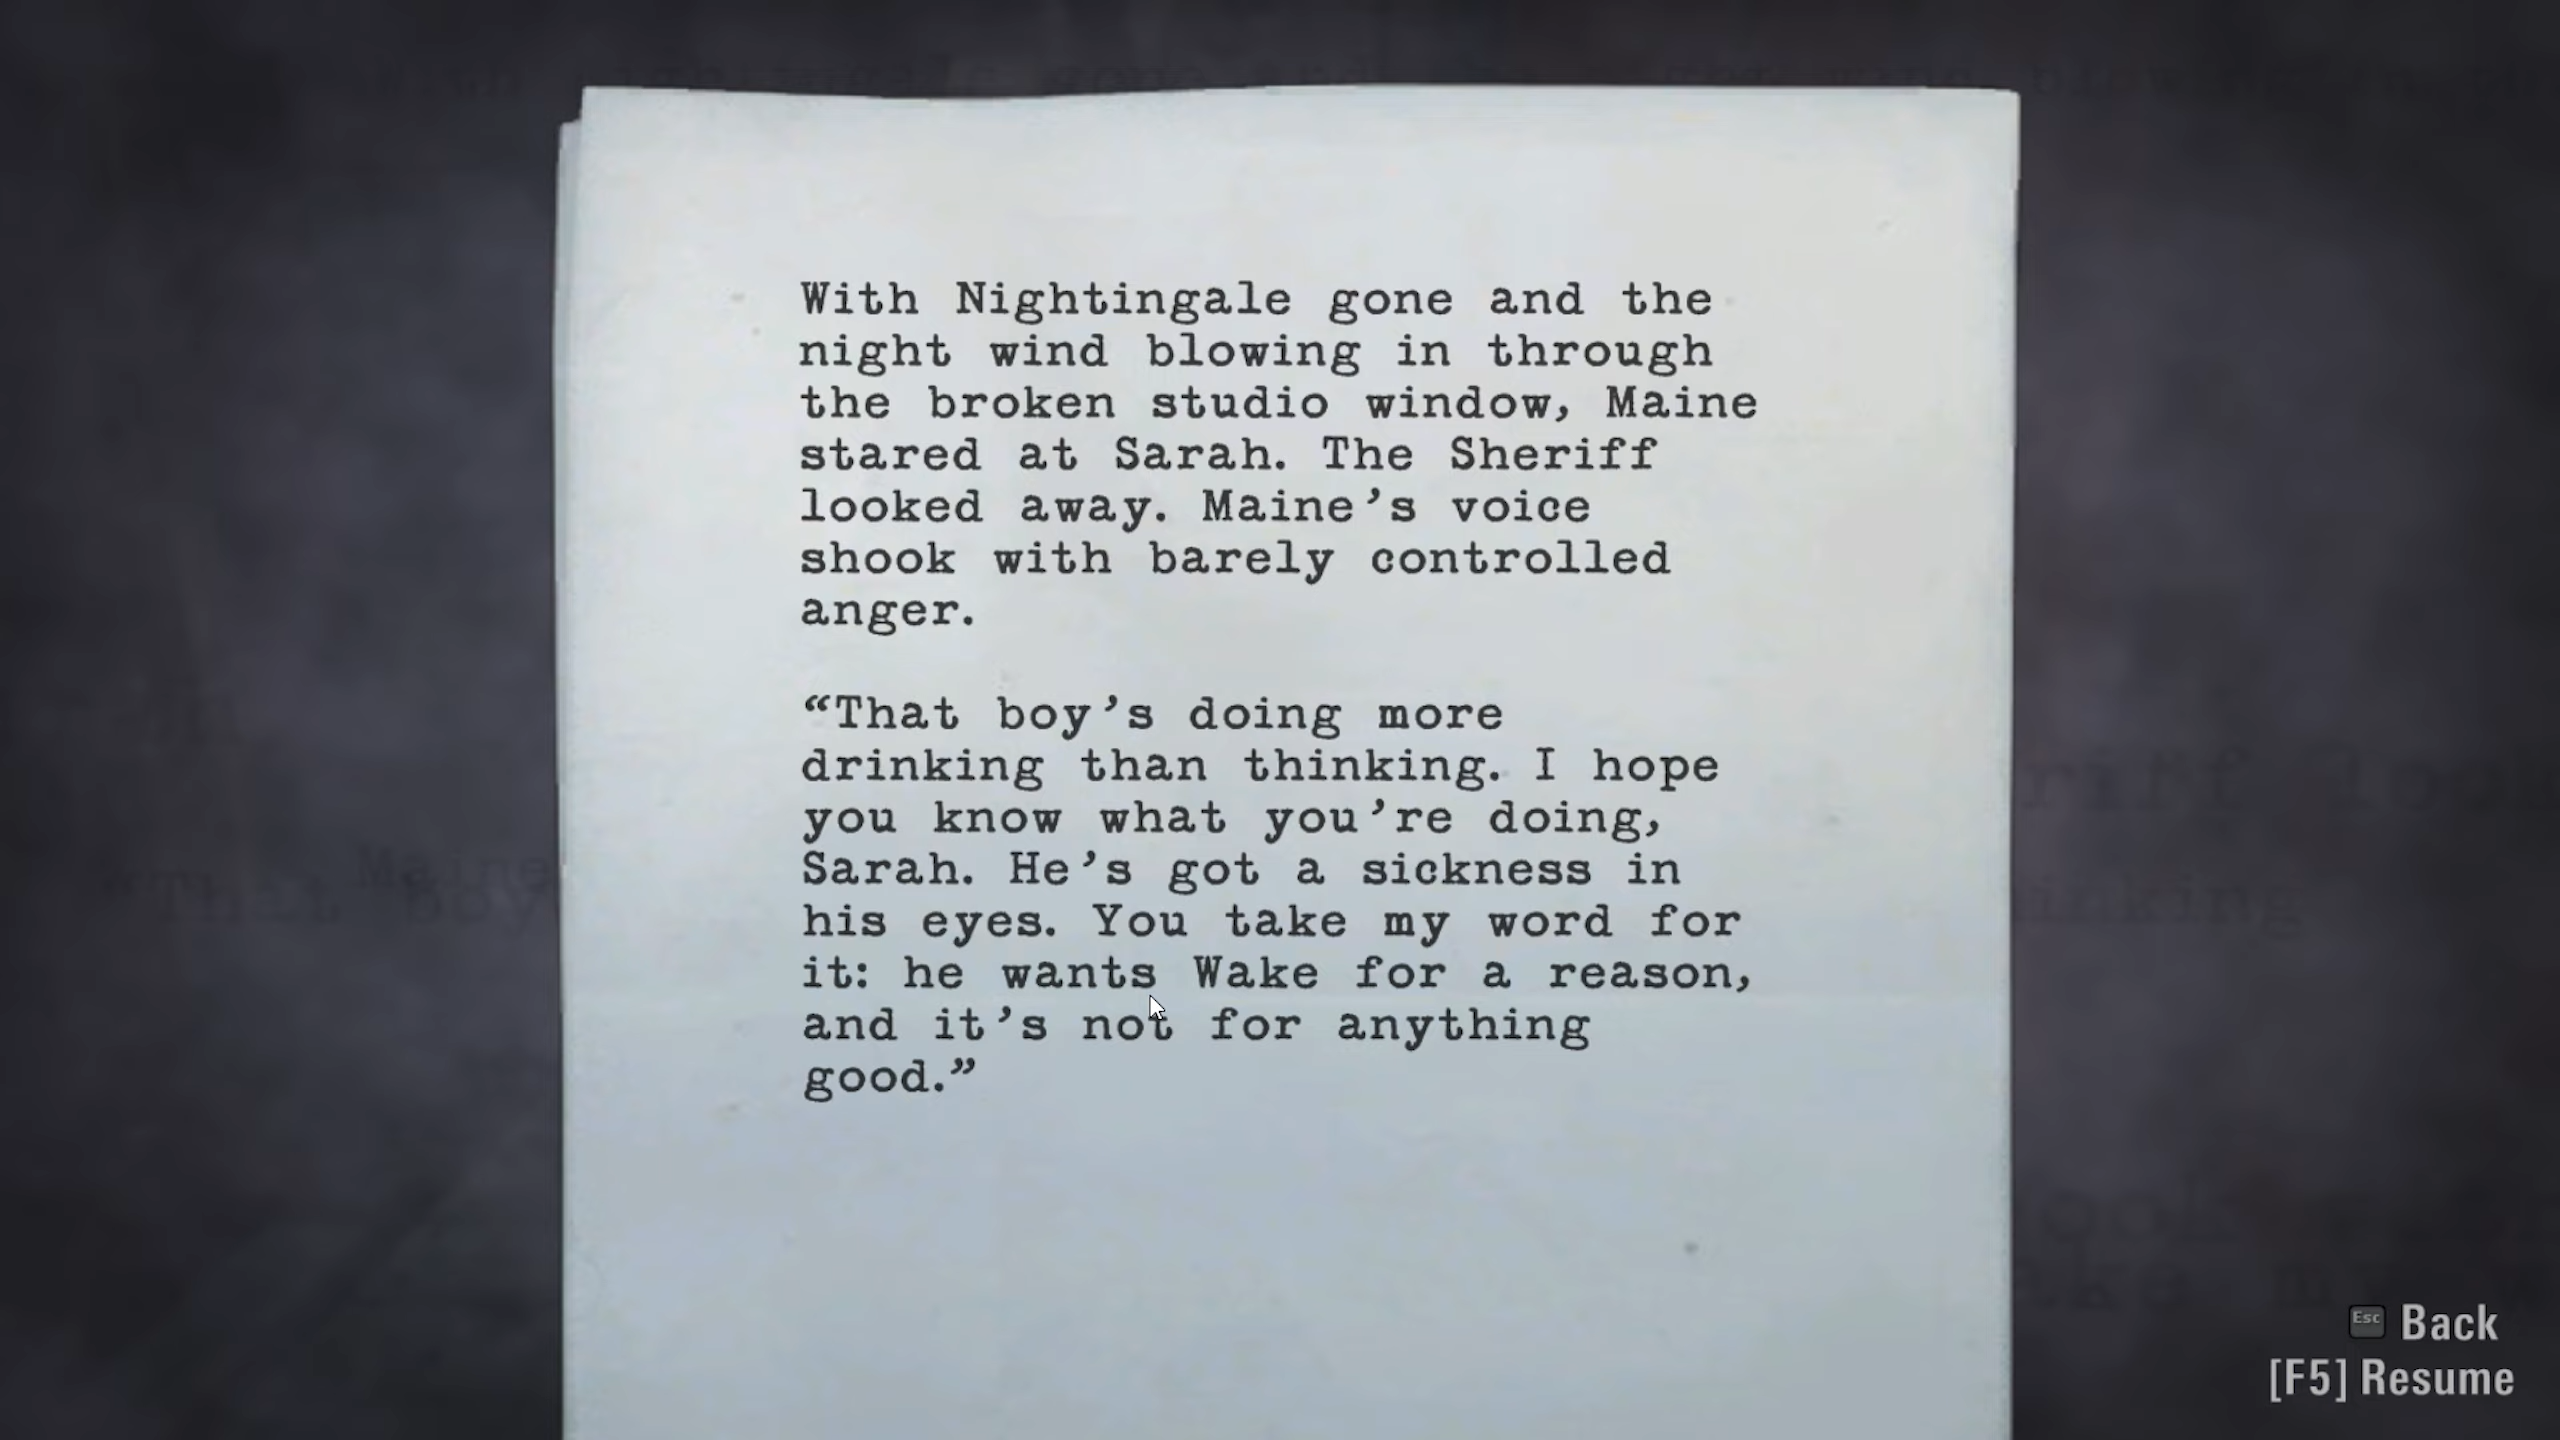 With Nightingale gone and the
night wind blowing in through
the broken studio window, Maine
stared at Sarah. The Sheriff
looked away. Maine’s voice
shook with barely controlled
anger.
“That boy’s doing more
drinking than thinking. I hope
you know what you’re doing,
Sarah. He’s got a sickness in
his eyes. You take my word for
it: he wants Wake for a reason,
and it’s not for anything
good.”
Esc Back
[F5] Resume